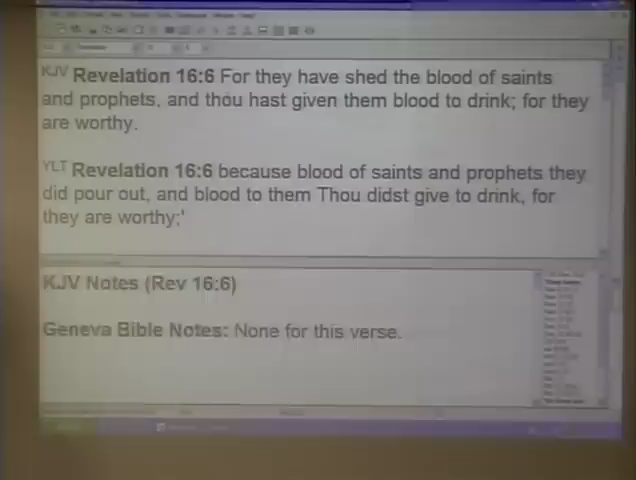 KJV Revelation 16:6 For they have shed the blood of saints
and prophets, and thou hast given them blood to drink; for they
are worthy.
YLT Revelation 16:6 because blood of saints and prophets they
did pour out, and blood to them Thou didst give to drink, for
they are worthy;'
KJV Notes (Rev 16:6)
Geneva Bible Notes: None for this verse.